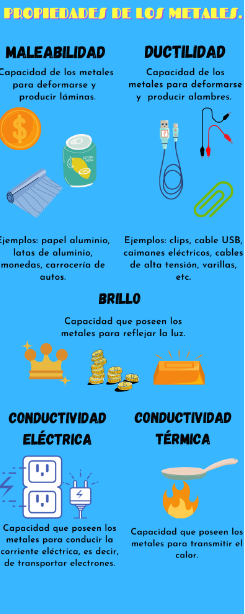 PROPIEDADES DE LOS METALES.
MALEABILIDAD
Capacidad de los metales
para deformarse y
producir láminas.
Ejemplos: papel aluminio,
latas de aluminio,
monedas, carrocería de
autos.
DUCTILIDAD
Capacidad de los
metales para deformarse
y producir alambres.
Ejemplos: clips, cable USB,
caimanes eléctricos, cables
de alta tensión, varillas,
etc.
BRILLO
Capacidad que poseen los
metales para reflejar la luz.
CONDUCTIVIDAD
ELÉCTRICA
Capacidad que poseen los
metales para conducir la
corriente eléctrica, es decir,
de transportar electrones.
CONDUCTIVIDAD
TÉRMICA
Capacidad que poseen los
metales para transmitir el
calor.